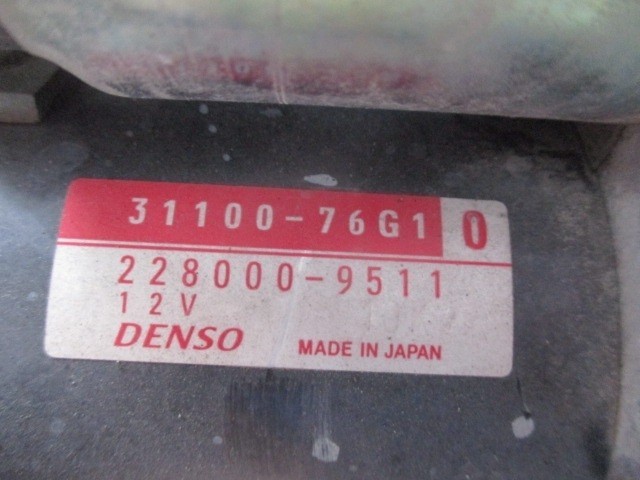 31100-76G1 0
228000-9511
12V
DENSO MADE IN JAPAN